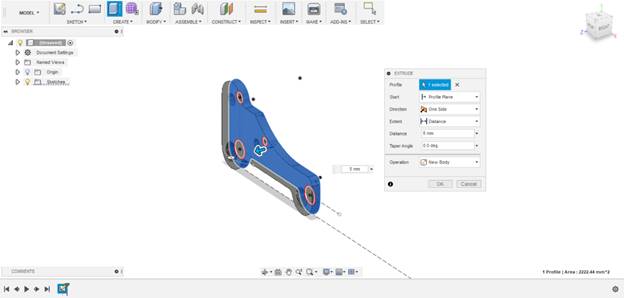 MODEL
SKETCH
CREATE
MODIFY
ASSEMBLE
CONSTRUCT
INSPECT
INSERT
MAKE
ADD-INS
SELECT
BROWSER
(Unsaved)
Document Settings
Named Views
Origin
Sketches
RIGHT
EXTRUDE
Profile 1 selected
Start Profile Plane
Direction One Side
Extent Distance
Distance 5 mm
Taper Angle 0.0 deg
Operation New Body
OK Cancel
5 mm
COMMENTS
1 Profile | Area : 2222.44 mm^2